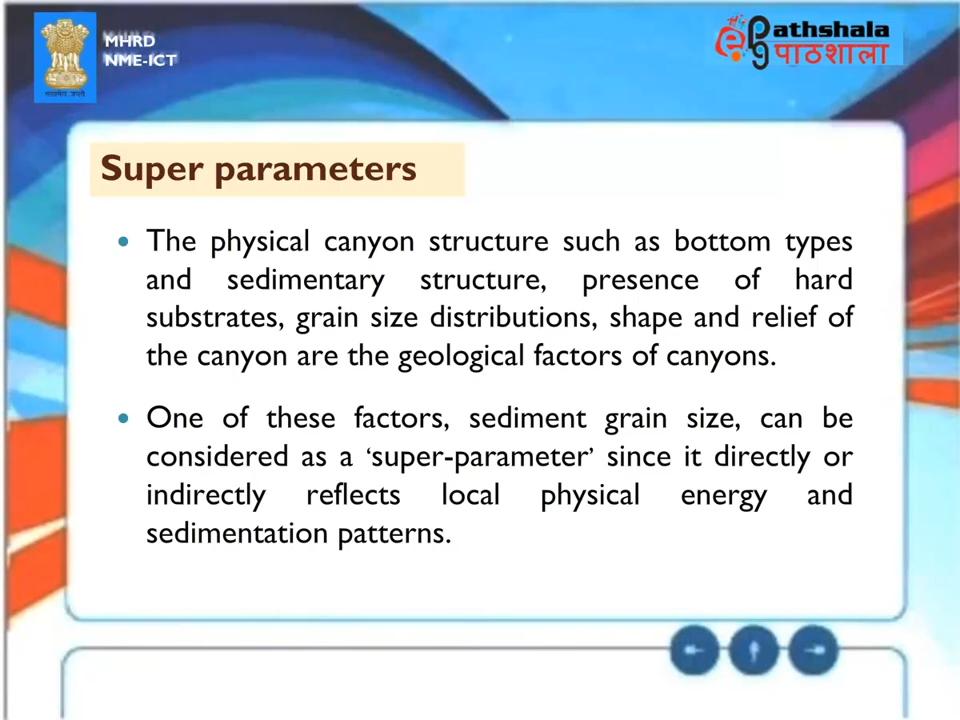 MHRD
NME-ICT
ePG athshala
पाठशाला
Super parameters
• The physical canyon structure such as bottom types
and sedimentary structure, presence of hard
substrates, grain size distributions, shape and relief of
the canyon are the geological factors of canyons.
• One of these factors, sediment grain size, can be
considered as a ‘super-parameter’ since it directly or
indirectly reflects local physical energy and
sedimentation patterns.